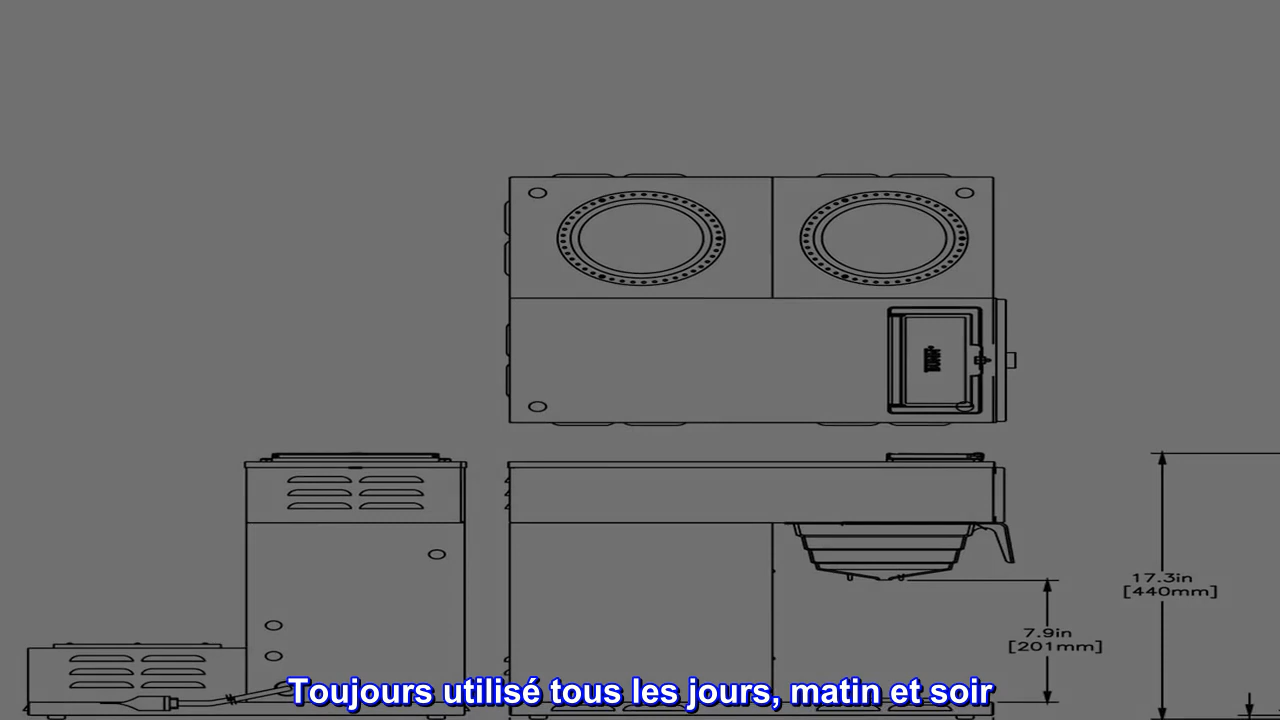 17.3in
[440mm]
7.9in
[201mm]
Toujours utilisé tous les jours, matin et soir